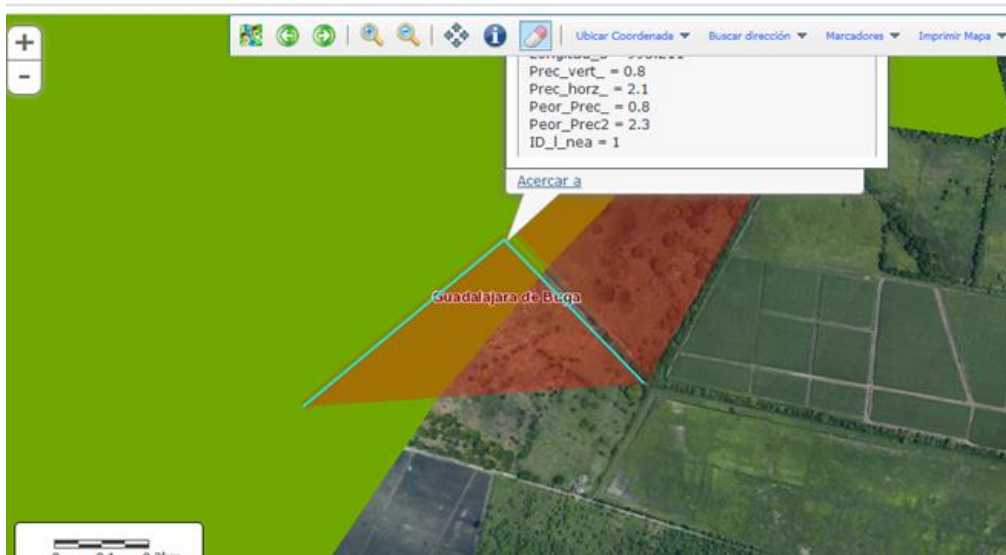 +
Ubicar Coordenada Buscar dirección Marcadores Imprimir Mapa
-
Prec_vert_ = 0.8
Prec_horz_ = 2.1
Peor_Prec_ = 0.8
Peor_Prec2 = 2.3
ID_l_nea = 1
Acercar a
Guadalajara de Buga